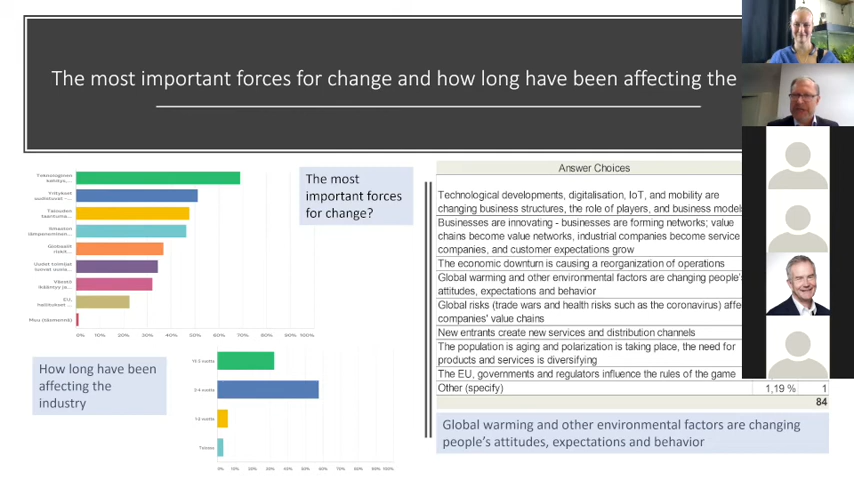 The most important forces for change and how long have been affecting the
Teknologinen
kehitys,...
Yritykset
uudistuvat -...
Talouden
taantuma...
Ilmaston
lämpeneminen...
Globaalit
riskit...
Uudet toimijat
tuovat uusia...
Väestö
ikääntyy ja...
EU,
hallitukset...
Muu (täsmennä)
0% 10% 20% 30% 40% 50% 60% 70% 80% 90% 100%
The most
important forces
for change?
How long have been
affecting the
industry
0% 10% 20% 30% 40% 50% 60% 70% 80% 90% 100%
Answer Choices
Technological developments, digitalisation, IoT, and mobility are
changing business structures, the role of players, and business models
Businesses are innovating - businesses are forming networks; value
chains become value networks, industrial companies become service
companies, and customer expectations grow
The economic downturn is causing a reorganization of operations
Global warming and other environmental factors are changing people's
attitudes, expectations and behavior
Global risks (trade wars and health risks such as the coronavirus) affe
companies' value chains
New entrants create new services and distribution channels
The population is aging and polarization is taking place, the need for
products and services is diversifying
The EU, governments and regulators influence the rules of the game
Other (specify) 1,19 % 1
84
Global warming and other environmental factors are changing
people's attitudes, expectations and behavior